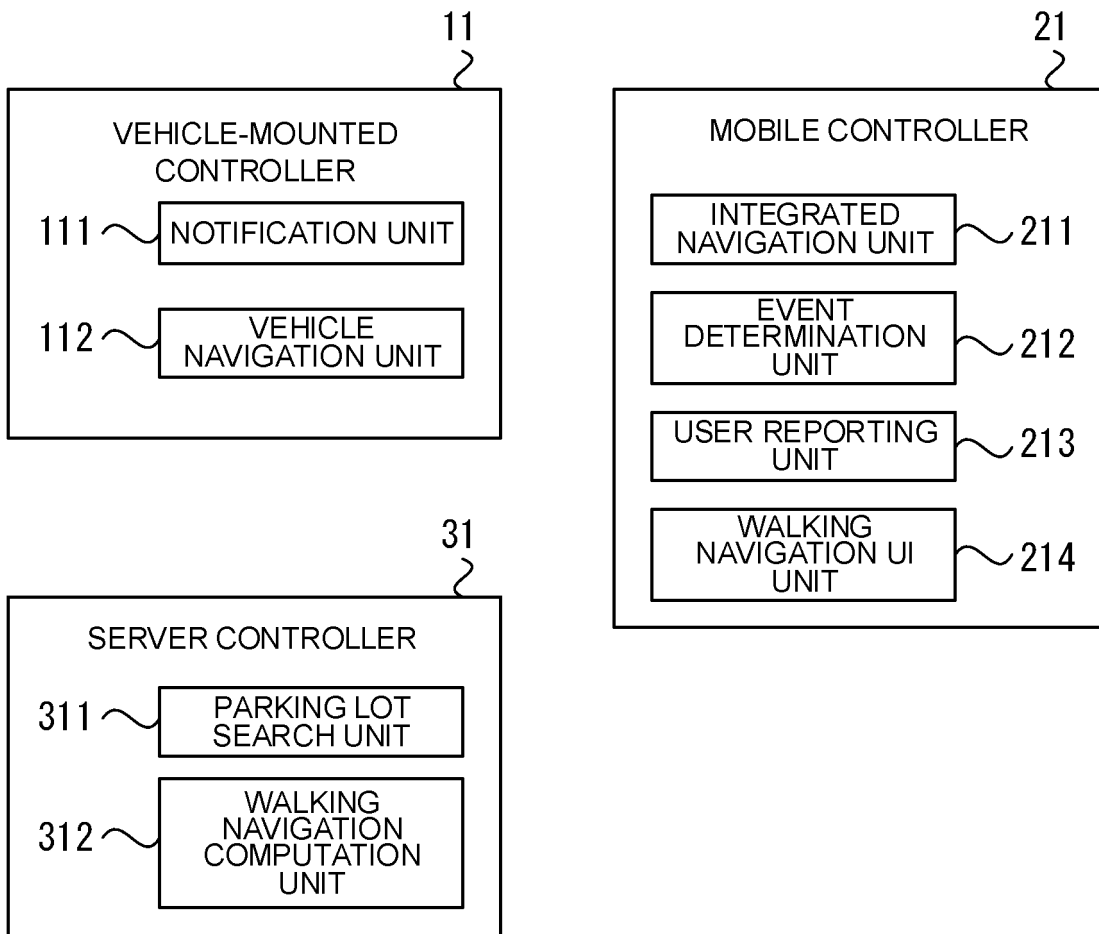 11
VEHICLE-MOUNTED
CONTROLLER
111
NOTIFICATION UNIT
112
VEHICLE
NAVIGATION UNIT
21
MOBILE CONTROLLER
INTEGRATED
NAVIGATION UNIT
211
EVENT
DETERMINATION
UNIT
212
USER REPORTING
UNIT
213
WALKING
NAVIGATION UI
UNIT
214
31
SERVER CONTROLLER
311
PARKING LOT
SEARCH UNIT
312
WALKING
NAVIGATION
COMPUTATION
UNIT